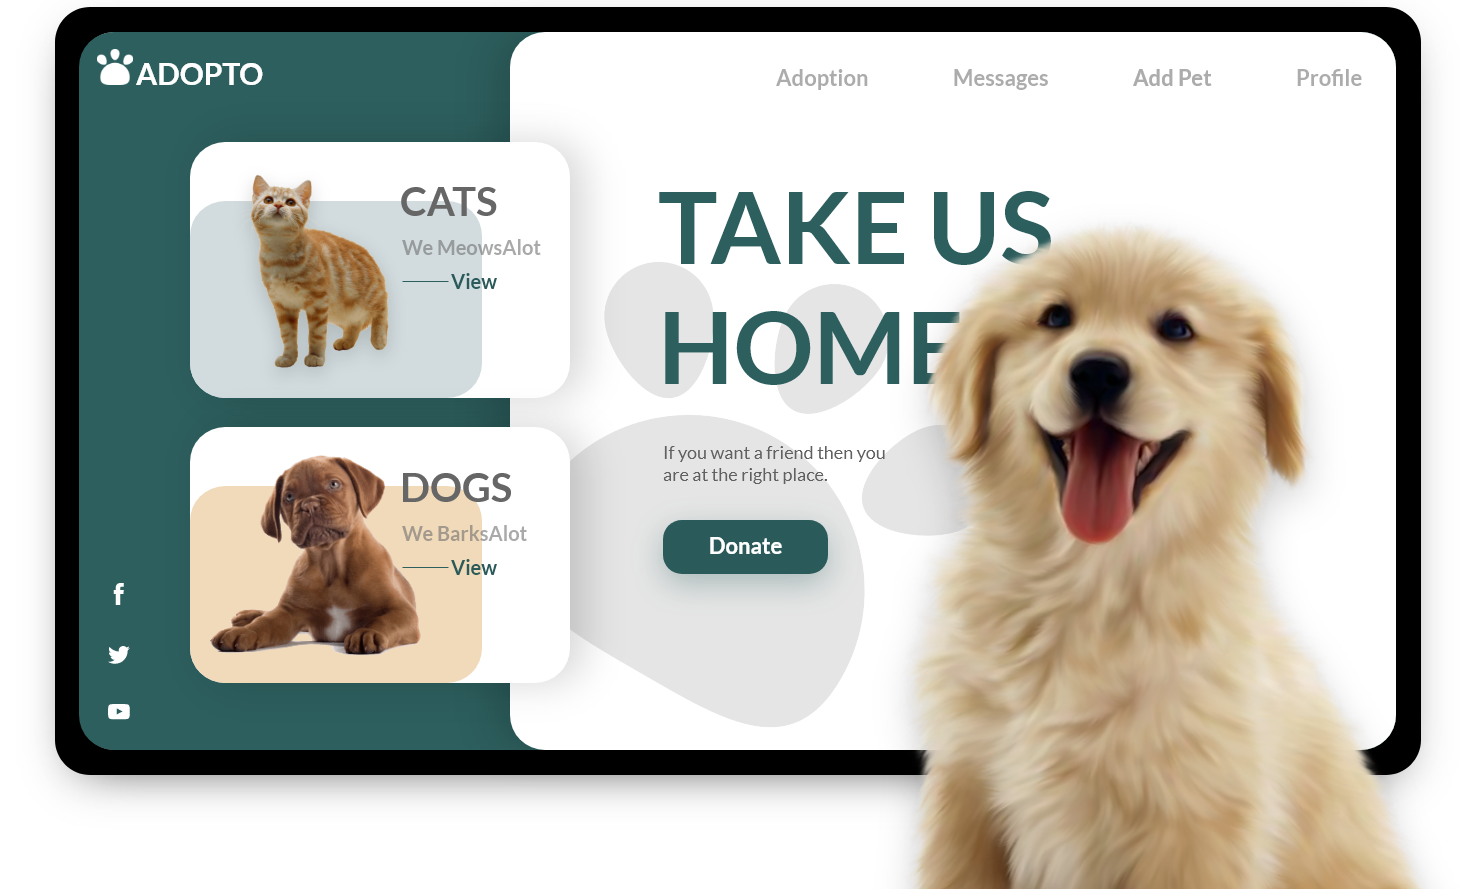 ADOPTO
Adoption
Messages
Add Pet
Profile
CATS
We MeowsAlot
View
DOGS
We BarksAlot
View
TAKE US
HOME
If you want a friend then you
are at the right place.
Donate